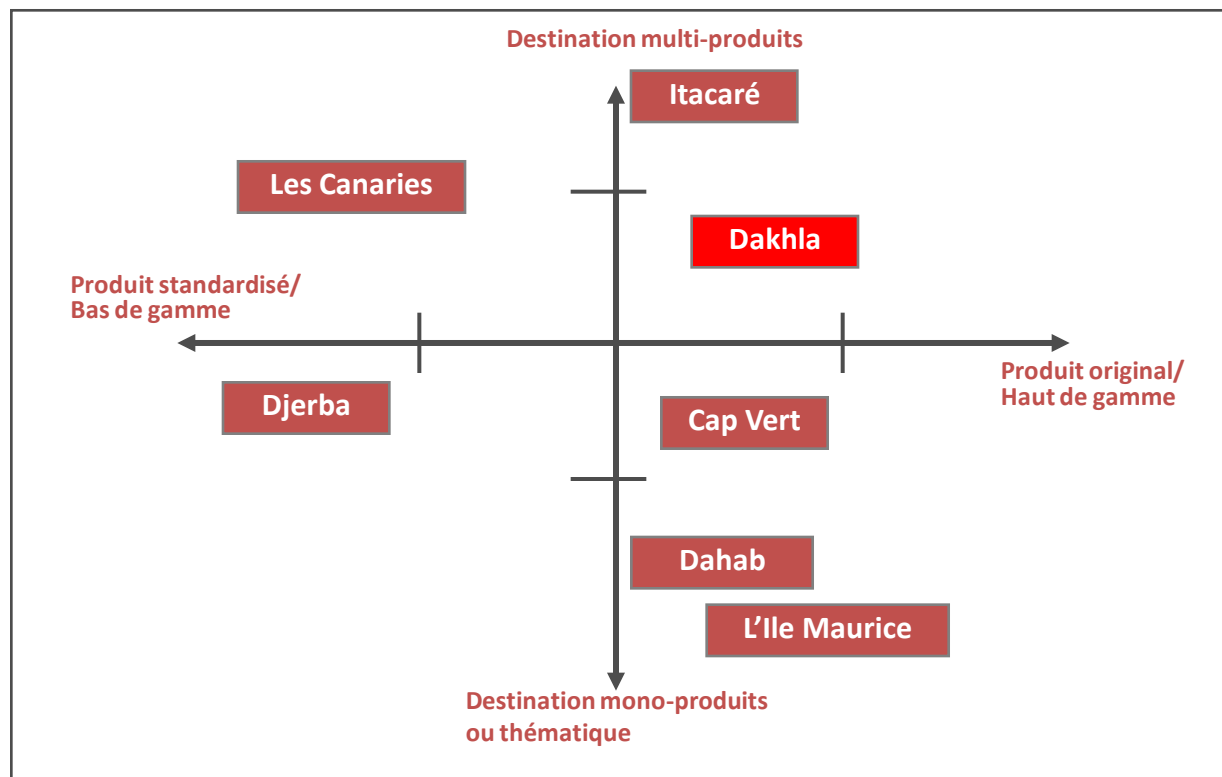 Destination multi-produits
Itacaré
Les Canaries
Dakhla
Produit standardisé/
Bas de gamme
Produit original/
Haut de gamme
Djerba
Cap Vert
Dahab
L’Ile Maurice
Destination mono-produits
ou thématique